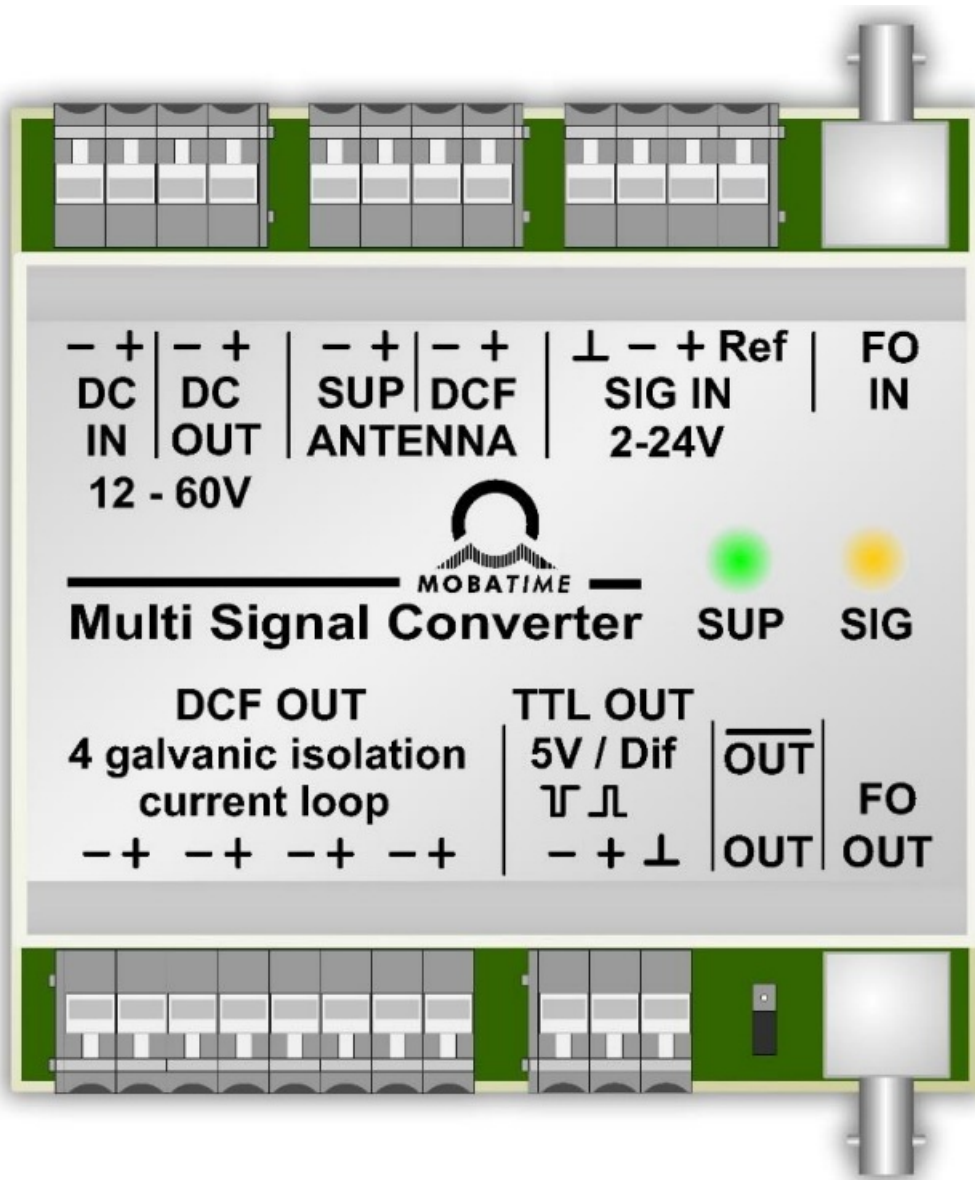 − + − + − + − + ⊥ − + Ref FO
DC DC SUP DCF SIG IN IN
IN OUT ANTENNA 2-24V
12 - 60V
MOBATIME
Multi Signal Converter SUP SIG
DCF OUT TTL OUT
4 galvanic isolation 5V / Dif OUT
current loop FO
− + − + − + − + − + ⊥ OUT OUT